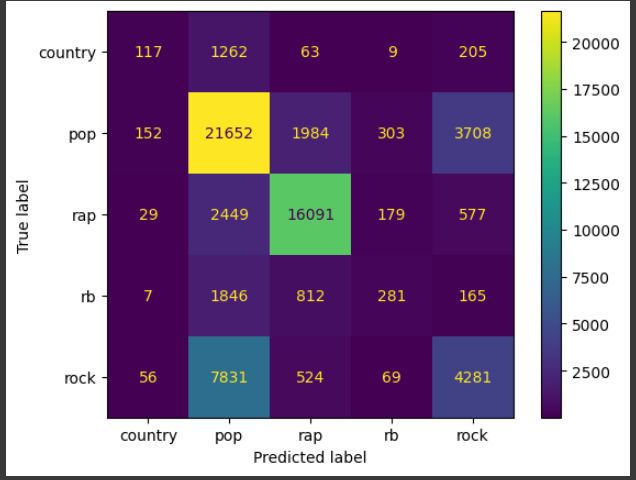 country 117 1262 63 9 205
pop 152 21652 1984 303 3708
rap 29 2449 16091 179 577
rb 7 1846 812 281 165
rock 56 7831 524 69 4281
country pop rap rb rock
Predicted label
True label
20000
17500
15000
12500
10000
7500
5000
2500